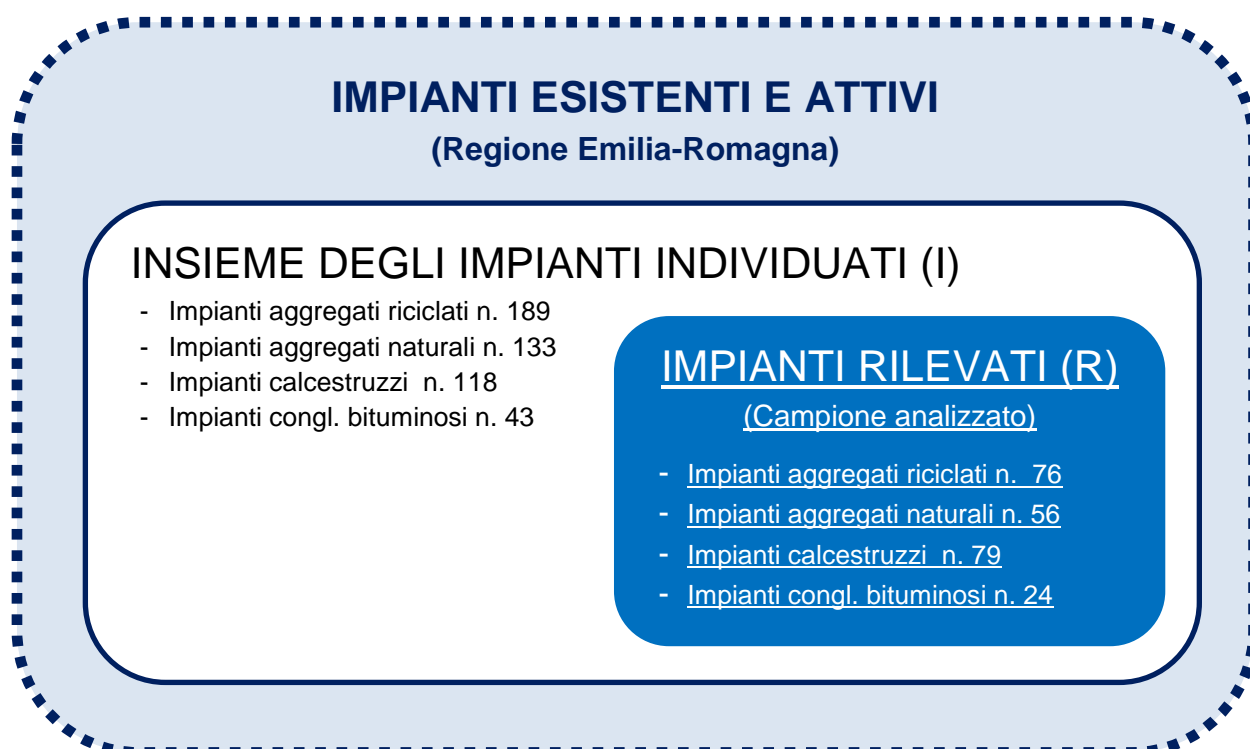 IMPIANTI ESISTENTI E ATTIVI
(Regione Emilia-Romagna)
INSIEME DEGLI IMPIANTI INDIVIDUATI (I)
- Impianti aggregati riciclati n. 189
- Impianti aggregati naturali n. 133
- Impianti calcestruzzi n. 118
- Impianti congl. bituminosi n. 43
IMPIANTI RILEVATI (R)
(Campione analizzato)
- Impianti aggregati riciclati n. 76
- Impianti aggregati naturali n. 56
- Impianti calcestruzzi n. 79
- Impianti congl. bituminosi n. 24